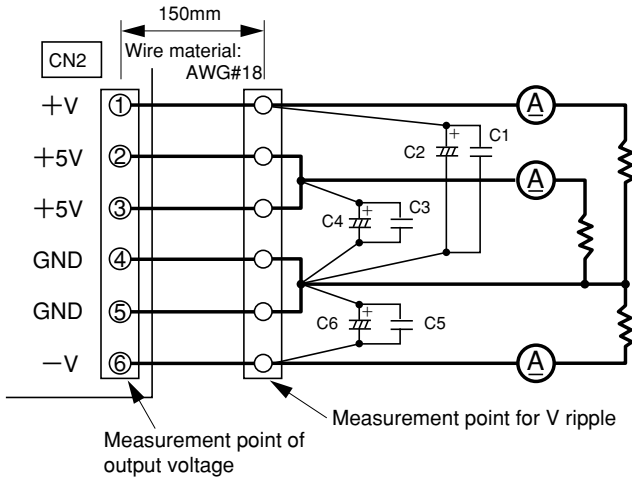 150mm
CN2
Wire material:
AWG#18
+V ① A
+5V ② A
+5V ③
GND ④
GND ⑤
−V ⑥ A
+ C2 C1
+ C4 C3
+ C6 C5
Measurement point for V ripple
Measurement point of
output voltage